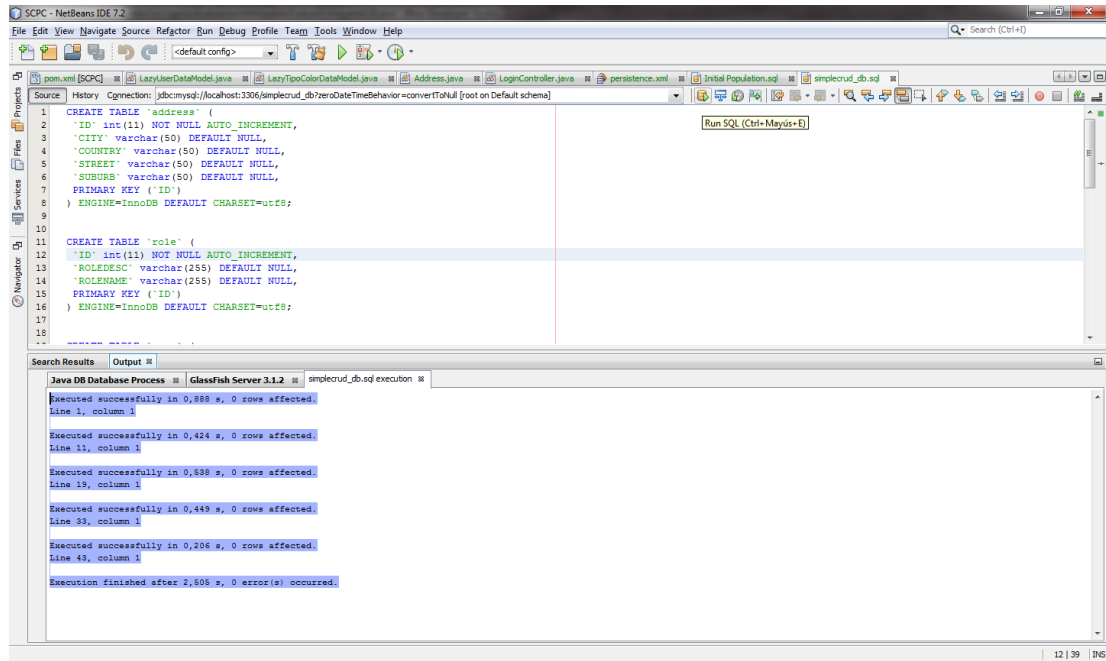 SCPC - NetBeans IDE 7.2
File Edit View Navigate Source Refactor Run Debug Profile Team Tools Window Help
Search (Ctrl+I)
<default config>
pom.xml [SCPC] LazyUserDataModel.java LazyTipoColorDataModel.java Address.java LoginController.java persistence.xml Initial Population.sql simplecrud_db.sql
Source History Connection: jdbc:mysql://localhost:3306/simplecrud_db?zeroDateTimeBehavior=convertToNull [root on Default schema]
Run SQL (Ctrl+Mayús+E)
Projects
Files
Services
Navigator
1 CREATE TABLE `address` (
2 `ID` int(11) NOT NULL AUTO_INCREMENT,
3 `CITY` varchar(50) DEFAULT NULL,
4 `COUNTRY` varchar(50) DEFAULT NULL,
5 `STREET` varchar(50) DEFAULT NULL,
6 `SUBURB` varchar(50) DEFAULT NULL,
7 PRIMARY KEY (`ID`)
8 ) ENGINE=InnoDB DEFAULT CHARSET=utf8;
9
10
11 CREATE TABLE `role` (
12 `ID` int(11) NOT NULL AUTO_INCREMENT,
13 `ROLEDESC` varchar(255) DEFAULT NULL,
14 `ROLENAME` varchar(255) DEFAULT NULL,
15 PRIMARY KEY (`ID`)
16 ) ENGINE=InnoDB DEFAULT CHARSET=utf8;
17
18
Search Results Output
Java DB Database Process GlassFish Server 3.1.2 simplecrud_db.sql execution
Executed successfully in 0,888 s, 0 rows affected.
Line 1, column 1
Executed successfully in 0,424 s, 0 rows affected.
Line 11, column 1
Executed successfully in 0,538 s, 0 rows affected.
Line 19, column 1
Executed successfully in 0,449 s, 0 rows affected.
Line 33, column 1
Executed successfully in 0,206 s, 0 rows affected.
Line 43, column 1
Execution finished after 2,505 s, 0 error(s) occurred.
12 | 39 INS